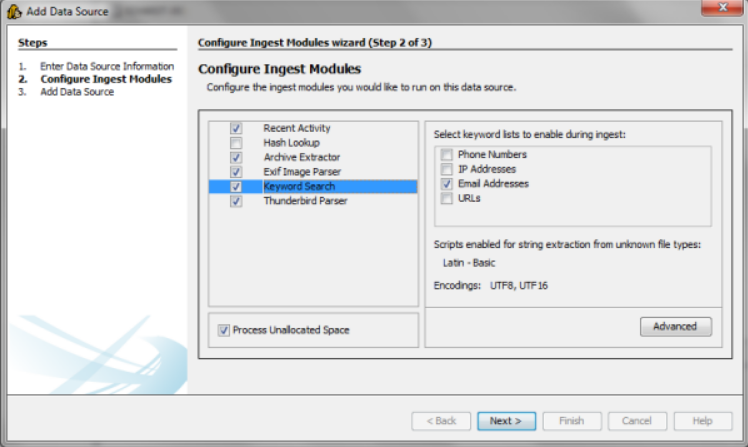 Add Data Source
Steps
1. Enter Data Source Information
2. Configure Ingest Modules
3. Add Data Source
Configure Ingest Modules wizard (Step 2 of 3)
Configure Ingest Modules
Configure the ingest modules you would like to run on this data source.
Recent Activity
Hash Lookup
Archive Extractor
Exif Image Parser
Keyword Search
Thunderbird Parser
Process Unallocated Space
Select keyword lists to enable during ingest:
Phone Numbers
IP Addresses
Email Addresses
URLs
Scripts enabled for string extraction from unknown file types:
Latin - Basic
Encodings: UTF8, UTF16
Advanced
< Back
Next >
Finish
Cancel
Help